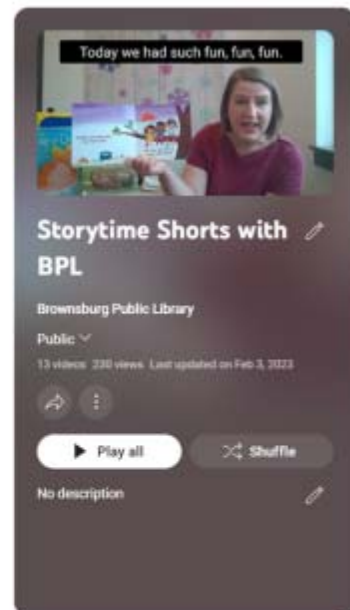 Today we had such fun, fun, fun.
Storytime Shorts with
BPL
Brownsburg Public Library
Public
13 videos 230 views Last updated on Feb 3, 2023
Play all
Shuffle
No description